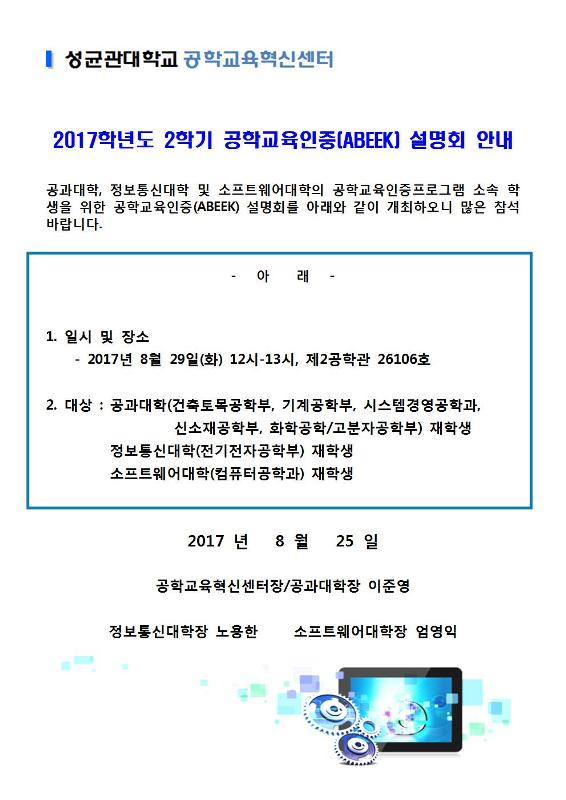 성균관대학교 공학교육혁신센터
2017학년도 2학기 공학교육인증(ABEEK) 설명회 안내
공과대학, 정보통신대학 및 소프트웨어대학의 공학교육인증프로그램 소속 학
생을 위한 공학교육인증(ABEEK) 설명회를 아래와 같이 개최하오니 많은 참석
바랍니다.
- 아 래 -
1. 일시 및 장소
- 2017년 8월 29일(화) 12시-13시, 제2공학관 26106호
2. 대상 : 공과대학(건축토목공학부, 기계공학부, 시스템경영공학과,
신소재공학부, 화학공학/고분자공학부) 재학생
정보통신대학(전기전자공학부) 재학생
소프트웨어대학(컴퓨터공학과) 재학생
2017 년 8 월 25 일
공학교육혁신센터장/공과대학장 이준영
정보통신대학장 노용한 소프트웨어대학장 엄영익